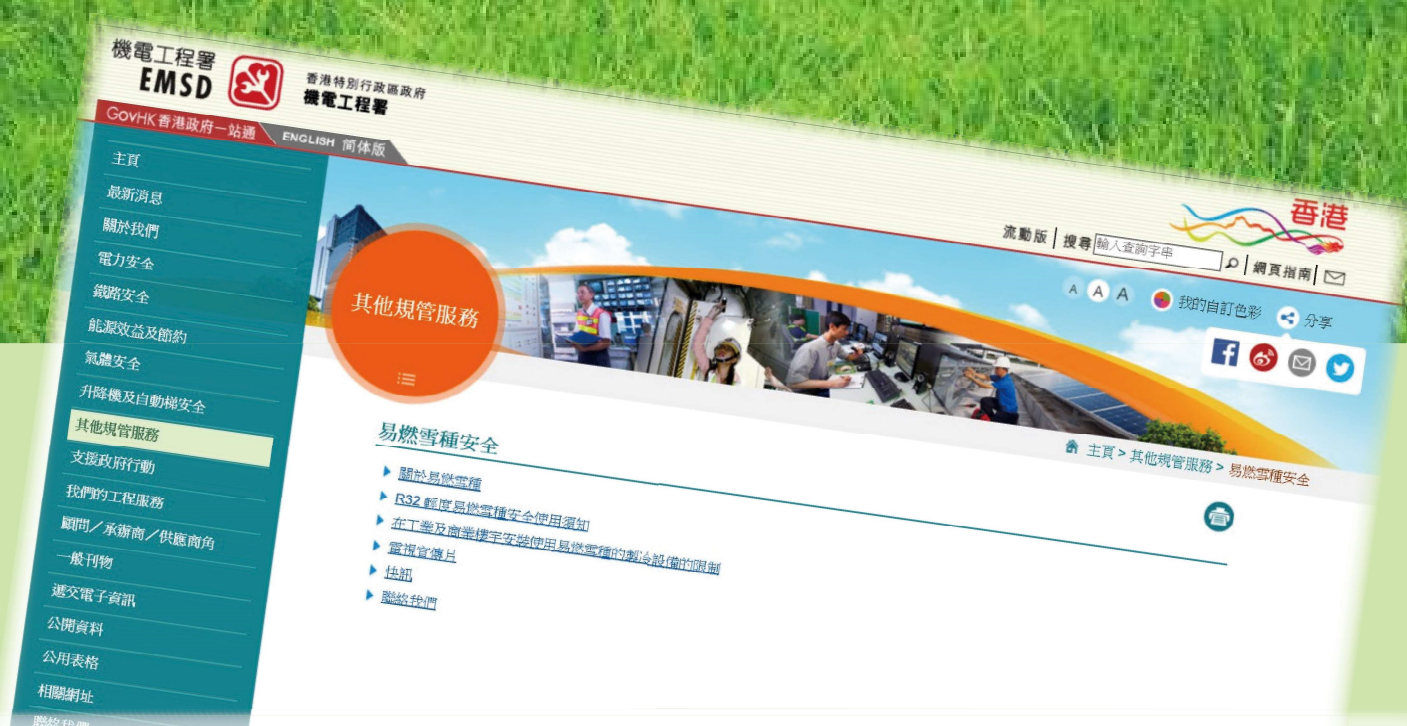 機電工程署
EMSD
香港特別行政區政府
機電工程署
GovHK 香港政府一站通
ENGLISH 简体版
香港
流動版 | 搜尋 輸入查詢字串 | 網頁指南 |
A A A 我的自訂色彩 分享
主頁
最新消息
關於我們
電力安全
鐵路安全
能源效益及節約
氣體安全
升降機及自動梯安全
其他規管服務
支援政府行動
我們的工程服務
顧問／承辦商／供應商角
一般刊物
遞交電子資訊
公開資料
公用表格
相關網址
聯絡我們
其他規管服務
主頁 > 其他規管服務 > 易燃雪種安全
易燃雪種安全
關於易燃雪種
R32 輕度易燃雪種安全使用須知
在工業及商業樓宇安裝使用易燃雪種的製冷設備的限制
電視宣傳片
快訊
聯絡我們